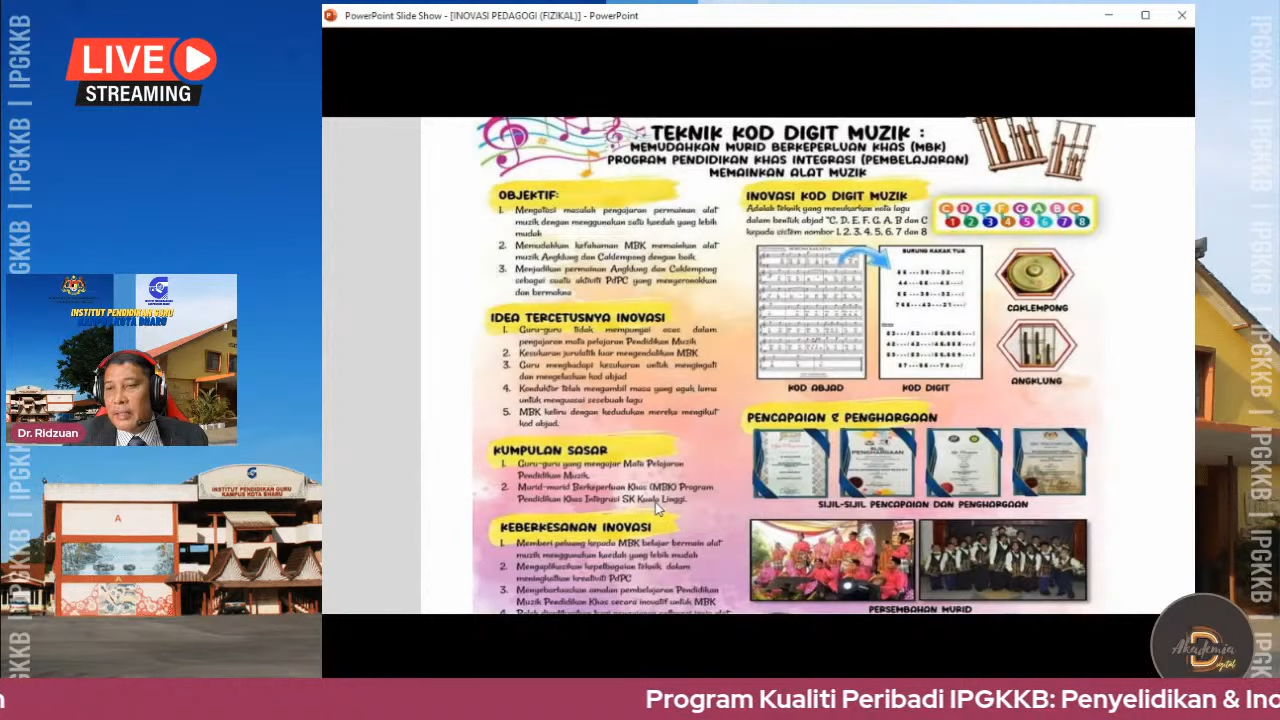 PowerPoint Slide Show - [INOVASI PEDAGOGI (FIZIKAL)] - PowerPoint
LIVE
STREAMING
IPGKKB | IPGKKB | IPGKKB | IPGKKB
INSTITUT PENDIDIKAN GURU
KAMPUS KOTA BHARU
Dr. Ridzuan
INSTITUT PENDIDIKAN GURU
KAMPUS KOTA BHARU
A
TEKNIK KOD DIGIT MUZIK :
MEMUDAHKAN MURID BERKEPERLUAN KHAS (MBK)
PROGRAM PENDIDIKAN KHAS INTEGRASI (PEMBELAJARAN)
MEMAINKAN ALAT MUZIK
OBJEKTIF:
1. Mengatasi masalah pengajaran permainan alat
muzik dengan menggunakan satu kaedah yang lebih
mudah
2. Memudahkan kefahaman MBK memainkan alat
muzik Angklung dan Caklempong dengan baik.
3. Menjadikan permainan Angklung dan Caklempong
sebagai suatu aktiviti PdPC yang menyeronokkan
dan bermakna
IDEA TERCETUSNYA INOVASI
1. Guru-guru tidak mempunyai asas dalam
pengajaran mata pelajaran Pendidikan Muzik
2. Kesukaran jurulatih luar mengendalikan MBK
3. Guru menghadapi kesukaran untuk mengingati
dan mengeluarkan kod abjad
4. Konduktor telah mengambil masa yang agak lama
untuk menguasai sesebuah lagu
5. MBK keliru dengan kedudukan mereka mengikut
kod abjad.
KUMPULAN SASAR
1. Guru-guru yang mengajar Mata Pelajaran
Pendidikan Muzik.
2. Murid-murid Berkeperluan Khas (MBK) Program
Pendidikan Khas Integrasi SK Kuala Linggi.
KEBERKESANAN INOVASI
1. Memberi peluang kepada MBK belajar bermain alat
muzik menggunakan kaedah yang lebih mudah
2. Mengaplikasikan kepelbagaian teknik dalam
meningkatkan kreativiti PdPC
3. Menyebarluaskan amalan pembelajaran Pendidikan
Muzik Pendidikan Khas secara inovatif untuk MBK
INOVASI KOD DIGIT MUZIK
Adalah teknik yang menukarkan nota lagu
dalam bentuk abjad "C, D, E, F, G, A, B dan C
kepada sistem nombor 1, 2, 3, 4, 5, 6, 7 dan 8
C D E F G A B C
1 2 3 4 5 6 7 8
BURUNG KAKAK TUA
KOD ABJAD
KOD DIGIT
CAKLEMPONG
ANGKLUNG
PENCAPAIAN & PENGHARGAAN
SIJIL-SIJIL PENCAPAIAN DAN PENGHARGAAN
PERSEMBAHAN MURID
Akademia
Digital
Program Kualiti Peribadi IPGKKB: Penyelidikan & Ino